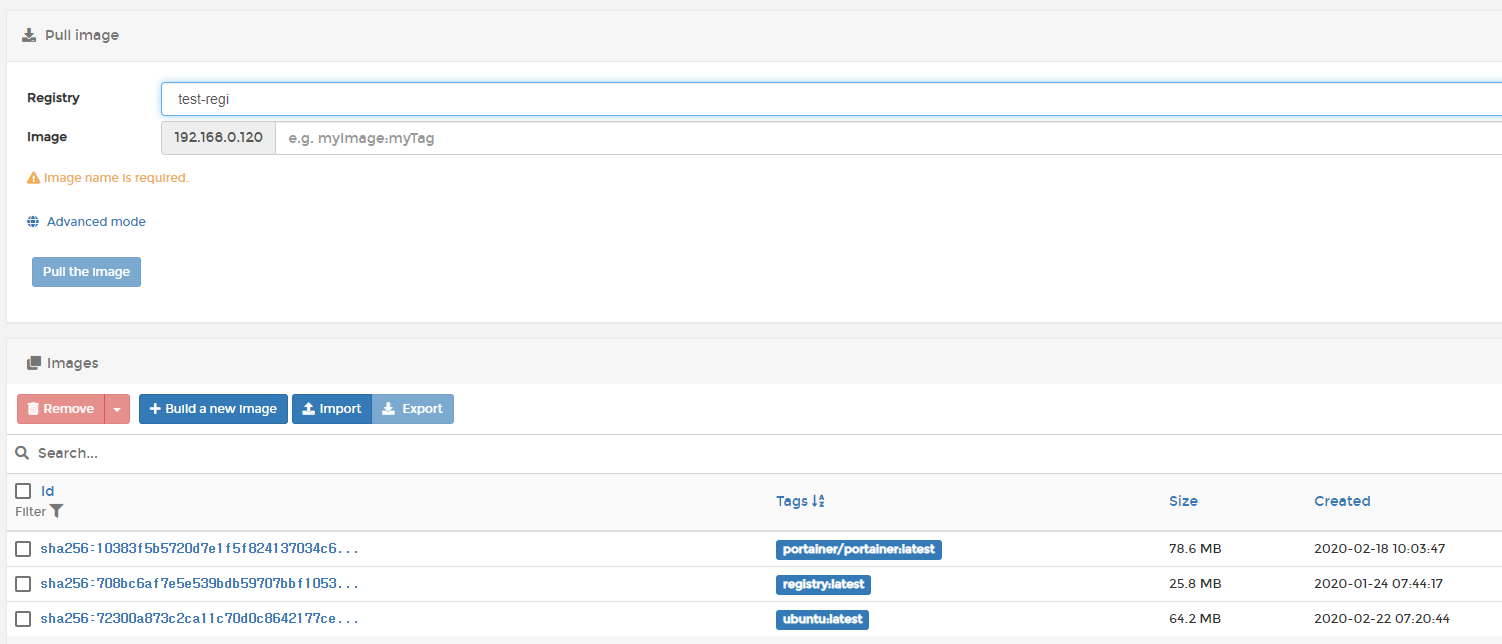 Pull image
Registry test-regi
Image 192.168.0.120 e.g. myImage:myTag
Image name is required.
Advanced mode
Pull the image
Images
Remove Build a new image Import Export
Search...
Id
Filter
Tags Size Created
sha256:10383f5b5720d7e1f5f824137034c6... portainer/portainer:latest 78.6 MB 2020-02-18 10:03:47
sha256:708bc6af7e5e539bdb59707bbf1053... registry:latest 25.8 MB 2020-01-24 07:44:17
sha256:72300a873c2ca11c70d0c8642177ce... ubuntu:latest 64.2 MB 2020-02-22 07:20:44